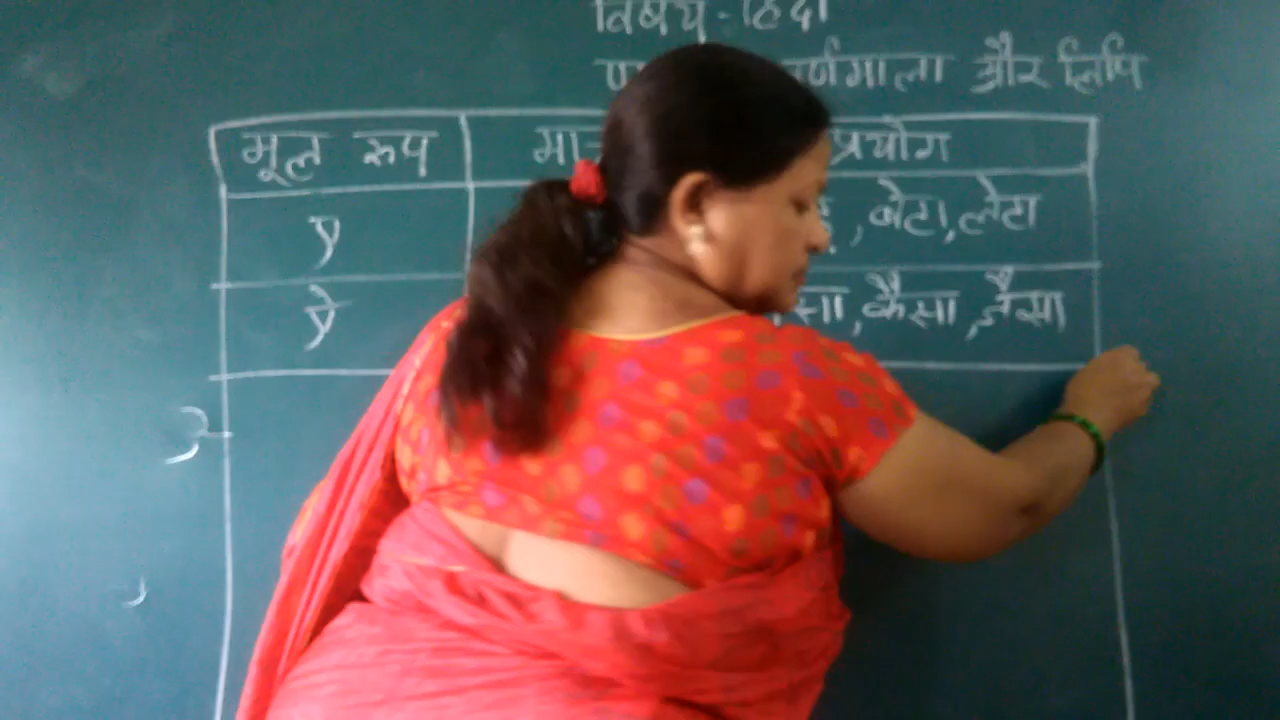 विषय - हिंदी
वर्णमाला और लिपि
मूल रूप प्रयोग
ए , बेटा, लेटा
ऐ , कैसा, जैसा